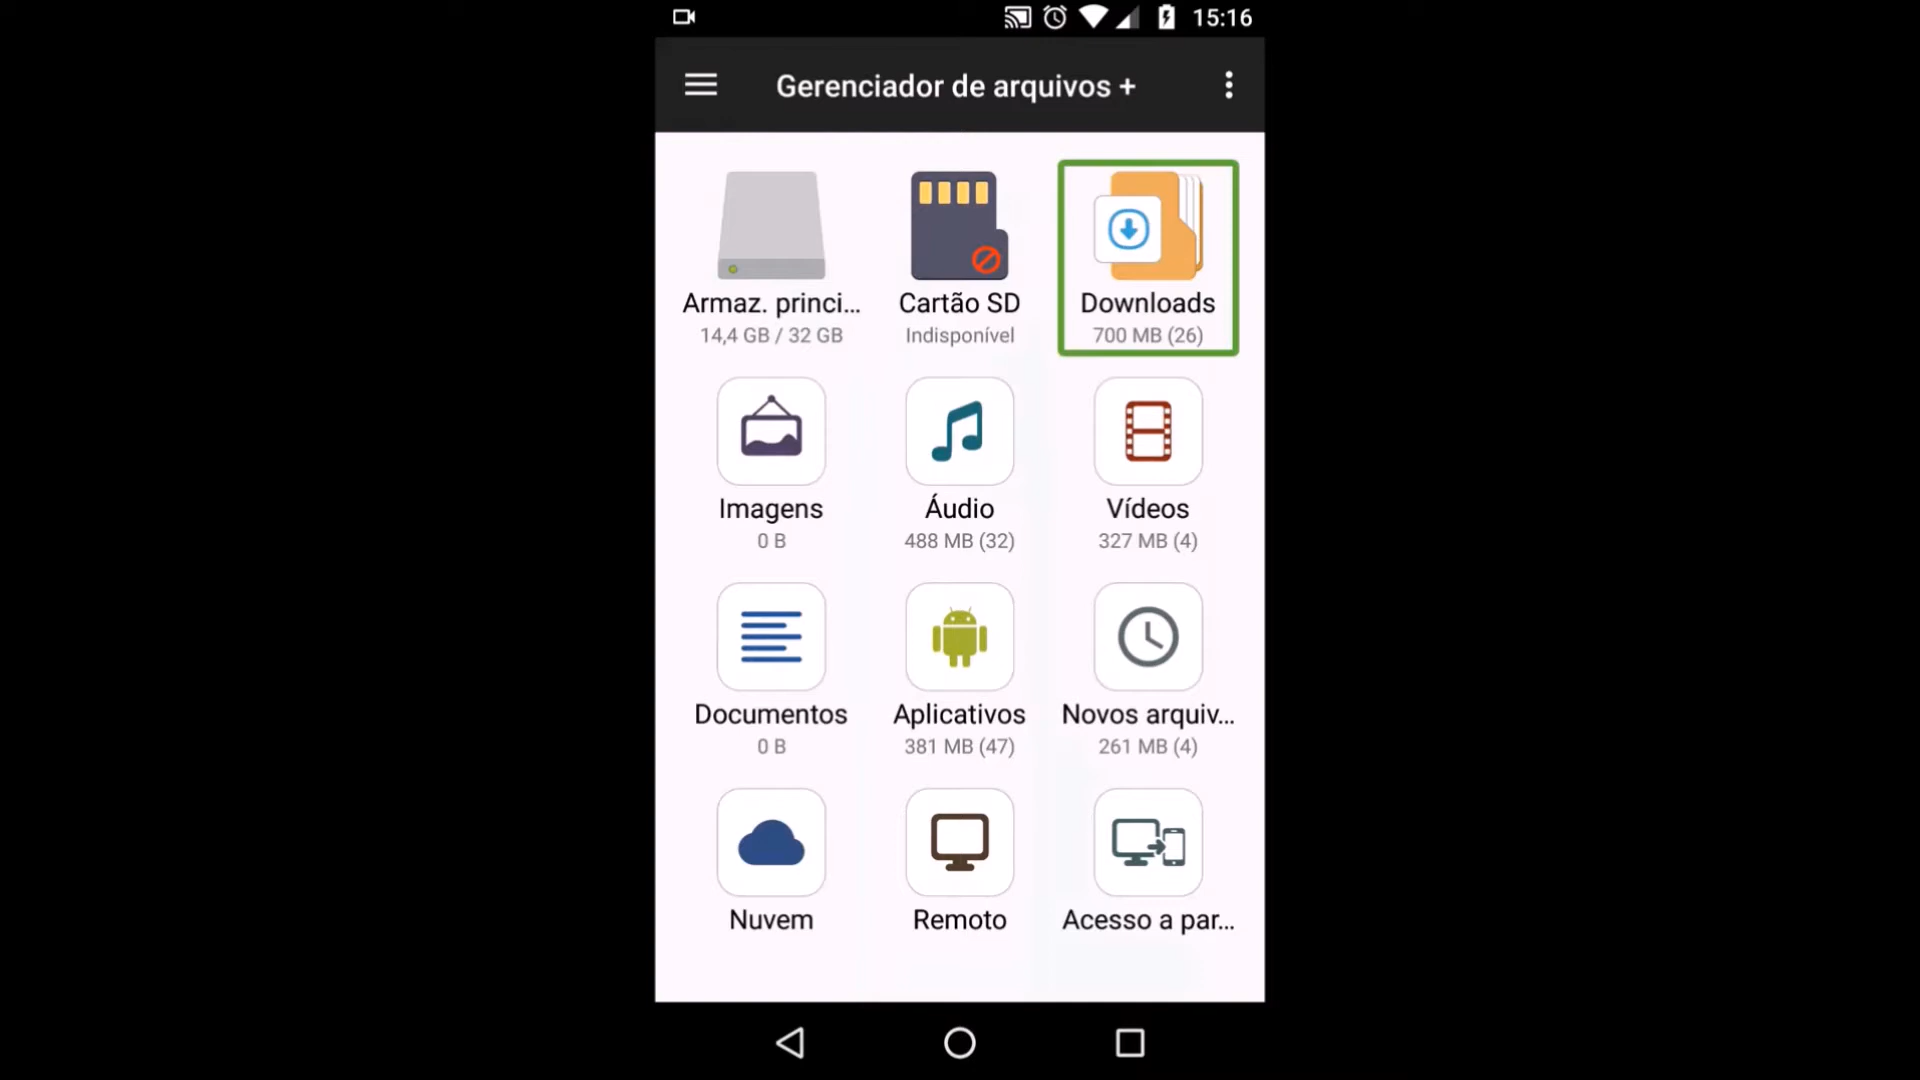 15:16
Gerenciador de arquivos +
Armaz. princi...
Cartão SD
Downloads
14,4 GB / 32 GB
Indisponível
700 MB (26)
Imagens
Áudio
Vídeos
0 B
488 MB (32)
327 MB (4)
Documentos
Aplicativos
Novos arquiv...
0 B
381 MB (47)
261 MB (4)
Nuvem
Remoto
Acesso a par...